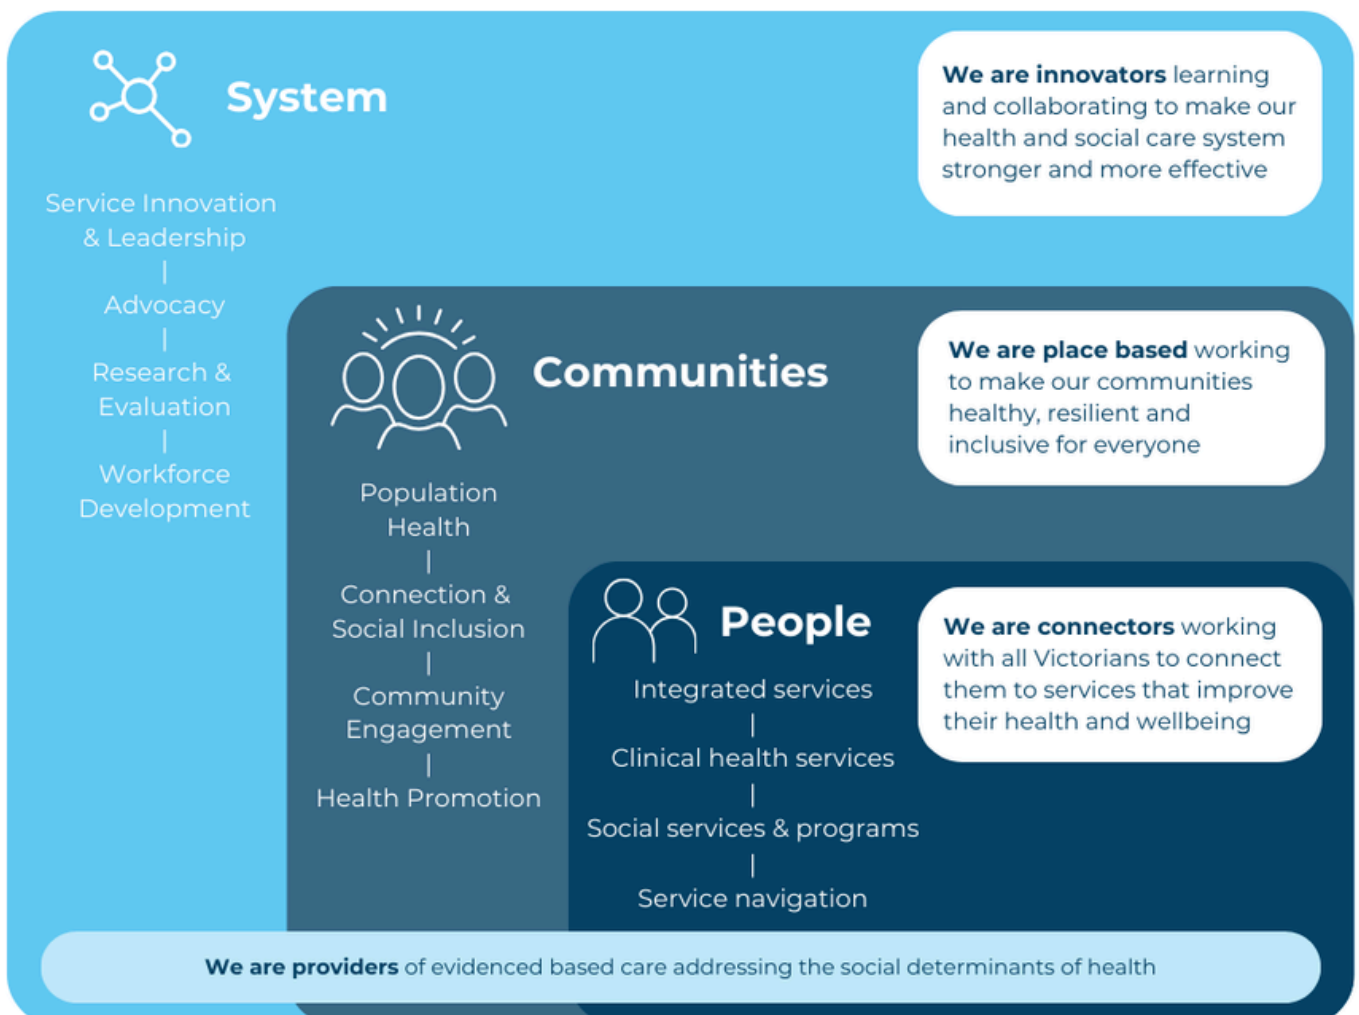 System
We are innovators learning
and collaborating to make our
health and social care system
stronger and more effective
Service Innovation
& Leadership
|
Advocacy
|
Research &
Evaluation
|
Workforce
Development
Communities
We are place based working
to make our communities
healthy, resilient and
inclusive for everyone
Population
Health
|
Connection &
Social Inclusion
|
Community
Engagement
|
Health Promotion
People
We are connectors working
with all Victorians to connect
them to services that improve
their health and wellbeing
Integrated services
|
Clinical health services
|
Social services & programs
|
Service navigation
We are providers of evidenced based care addressing the social determinants of health